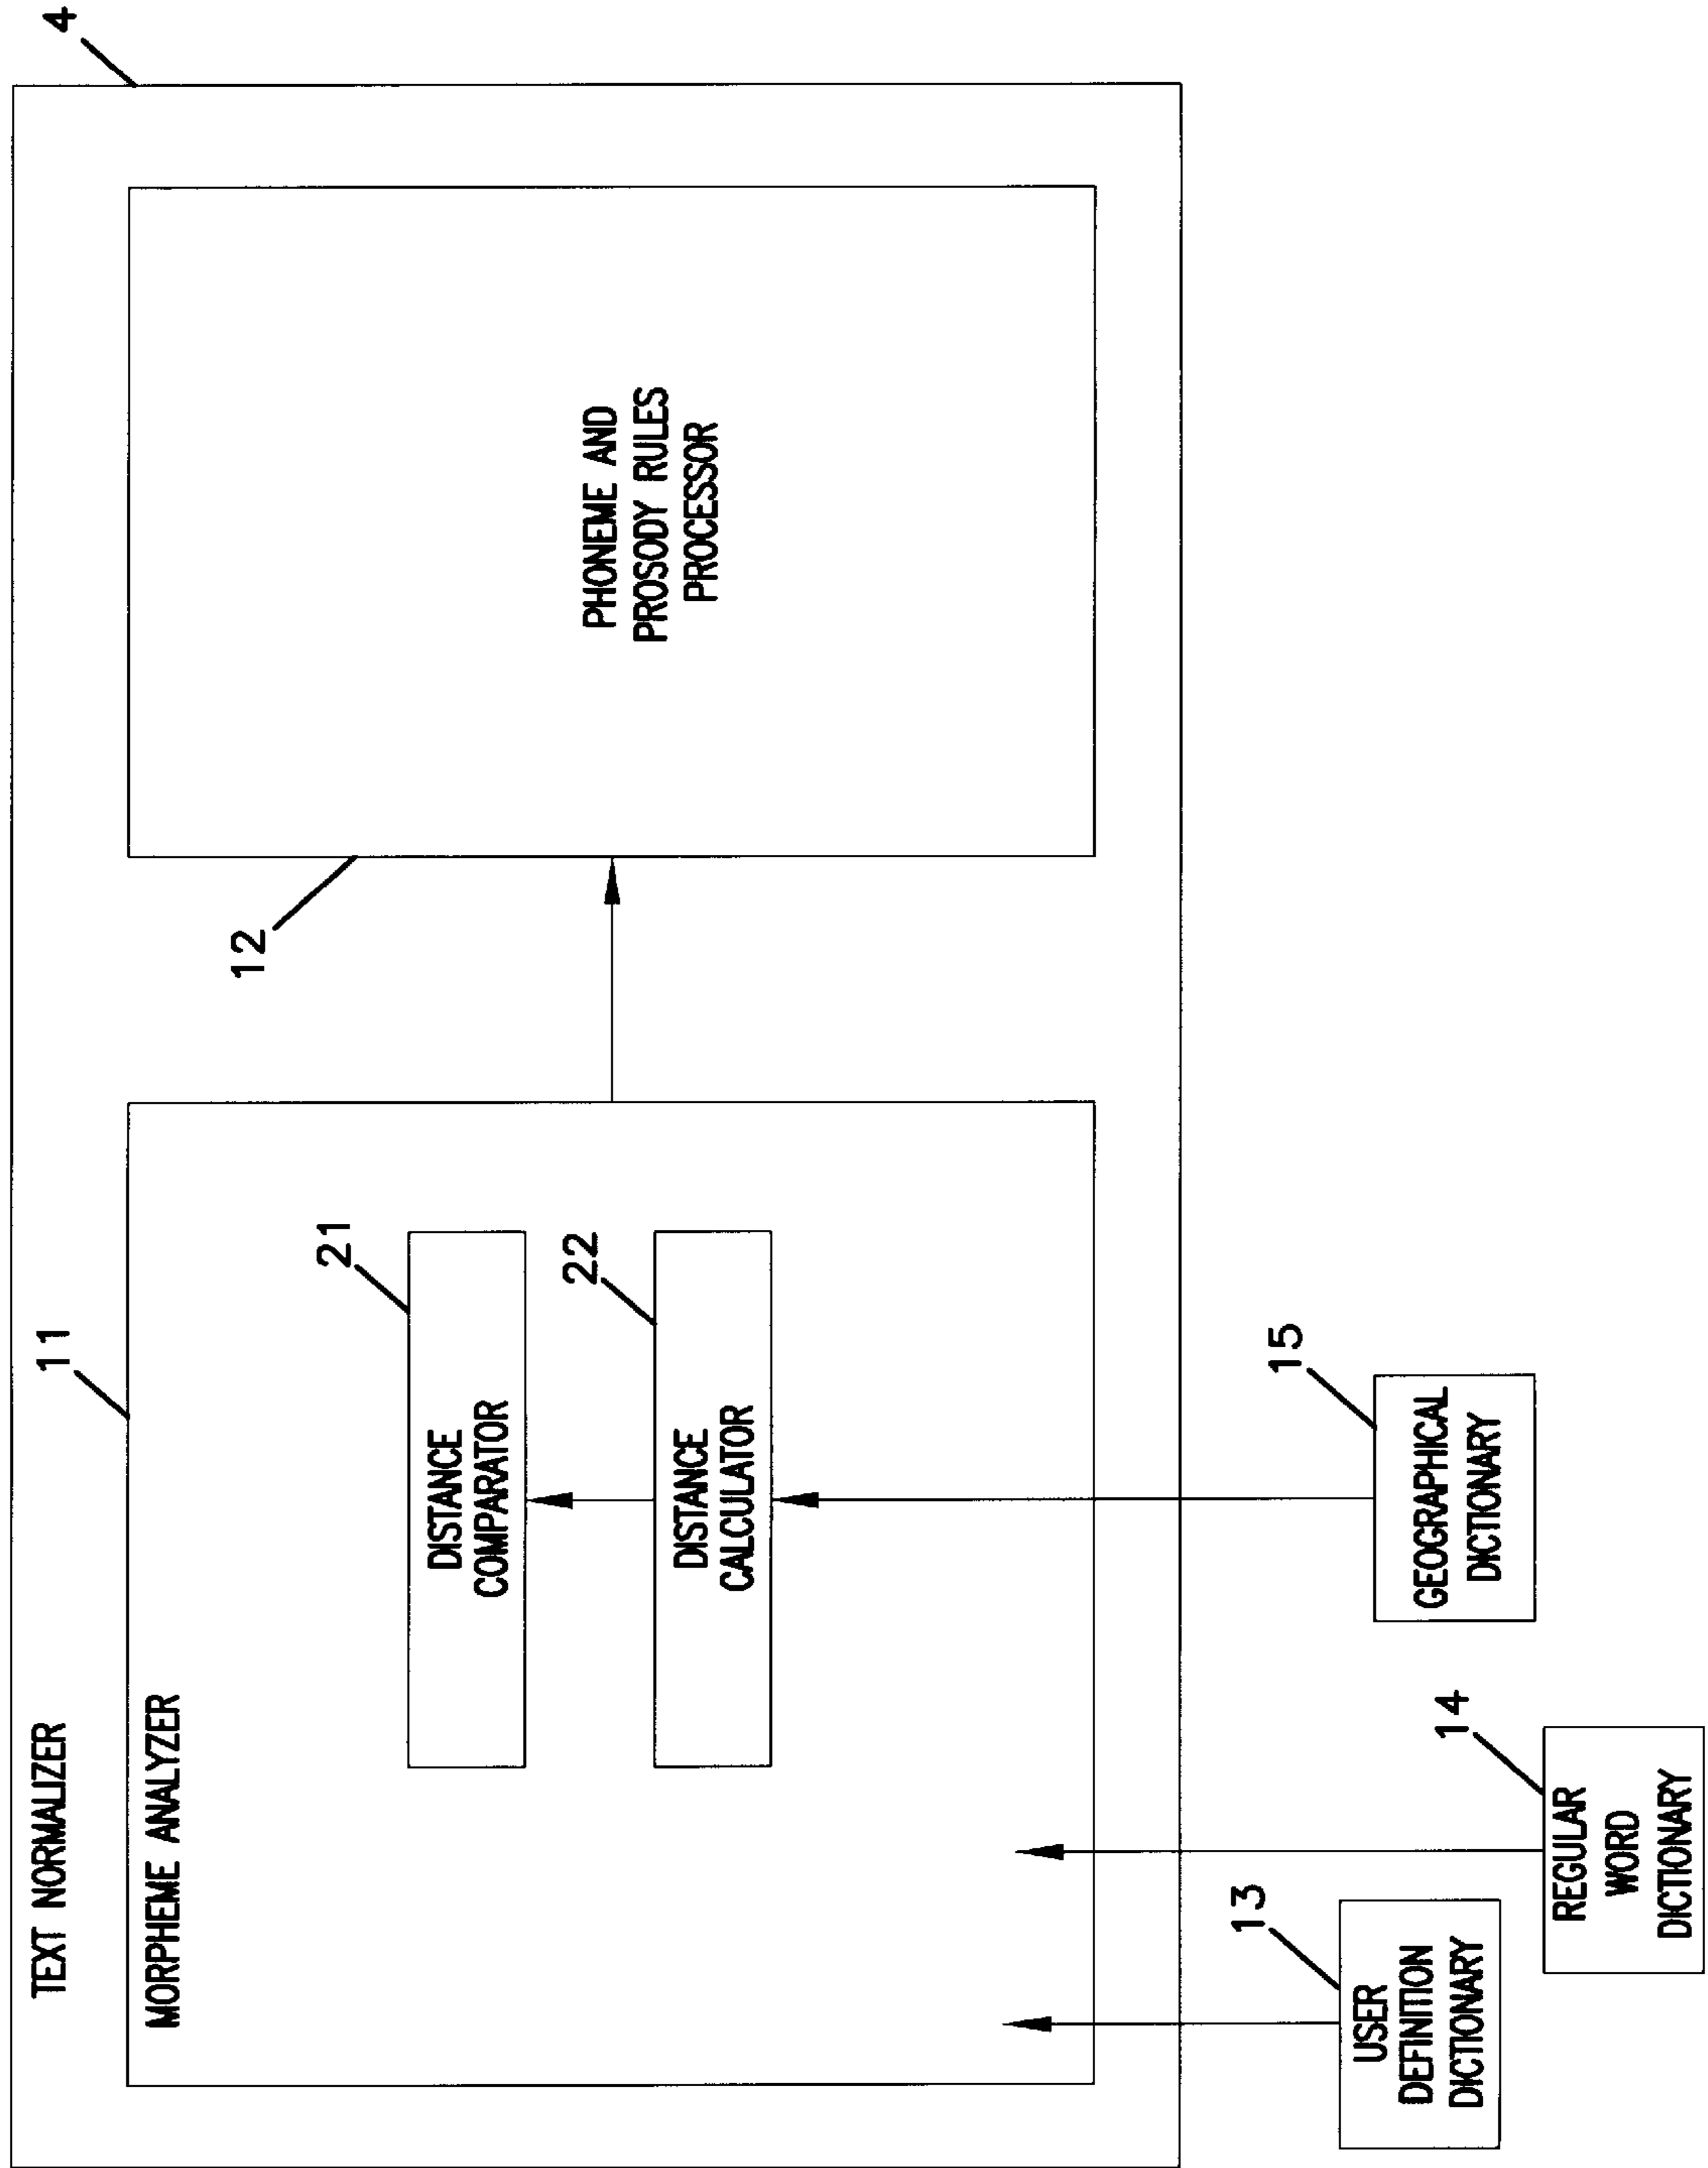 TEXT NORMALIZER
4
11
MORPHEME ANALYZER
21
DISTANCE
COMPARATOR
22
DISTANCE
CALCULATOR
12
PHONEME AND
PROSODY RULES
PROCESSOR
13
USER
DEFINITION
DICTIONARY
14
REGULAR
WORD
DICTIONARY
15
GEOGRAPHICAL
DICTIONARY